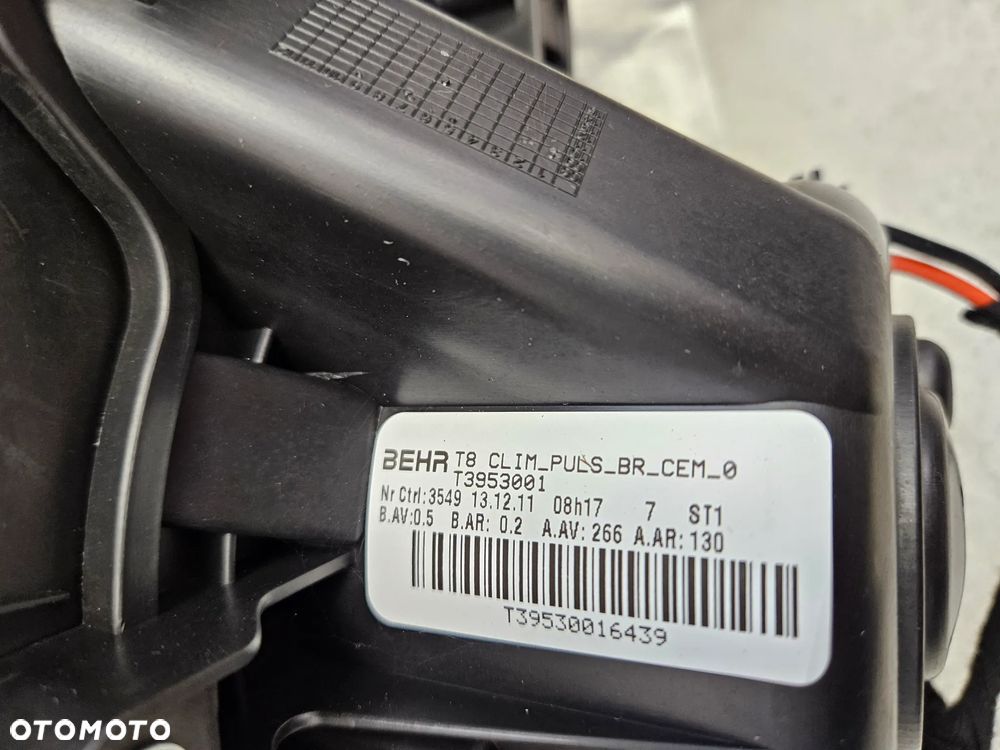 BEHR T8 CLIM_PULS_BR_CEM_0
T3953001
Nr Ctrl:3549 13.12.11 08h17 7 ST1
B.AV:0.5 B.AR: 0.2 A.AV: 266 A.AR: 130
T39530016439
OTOMOTO